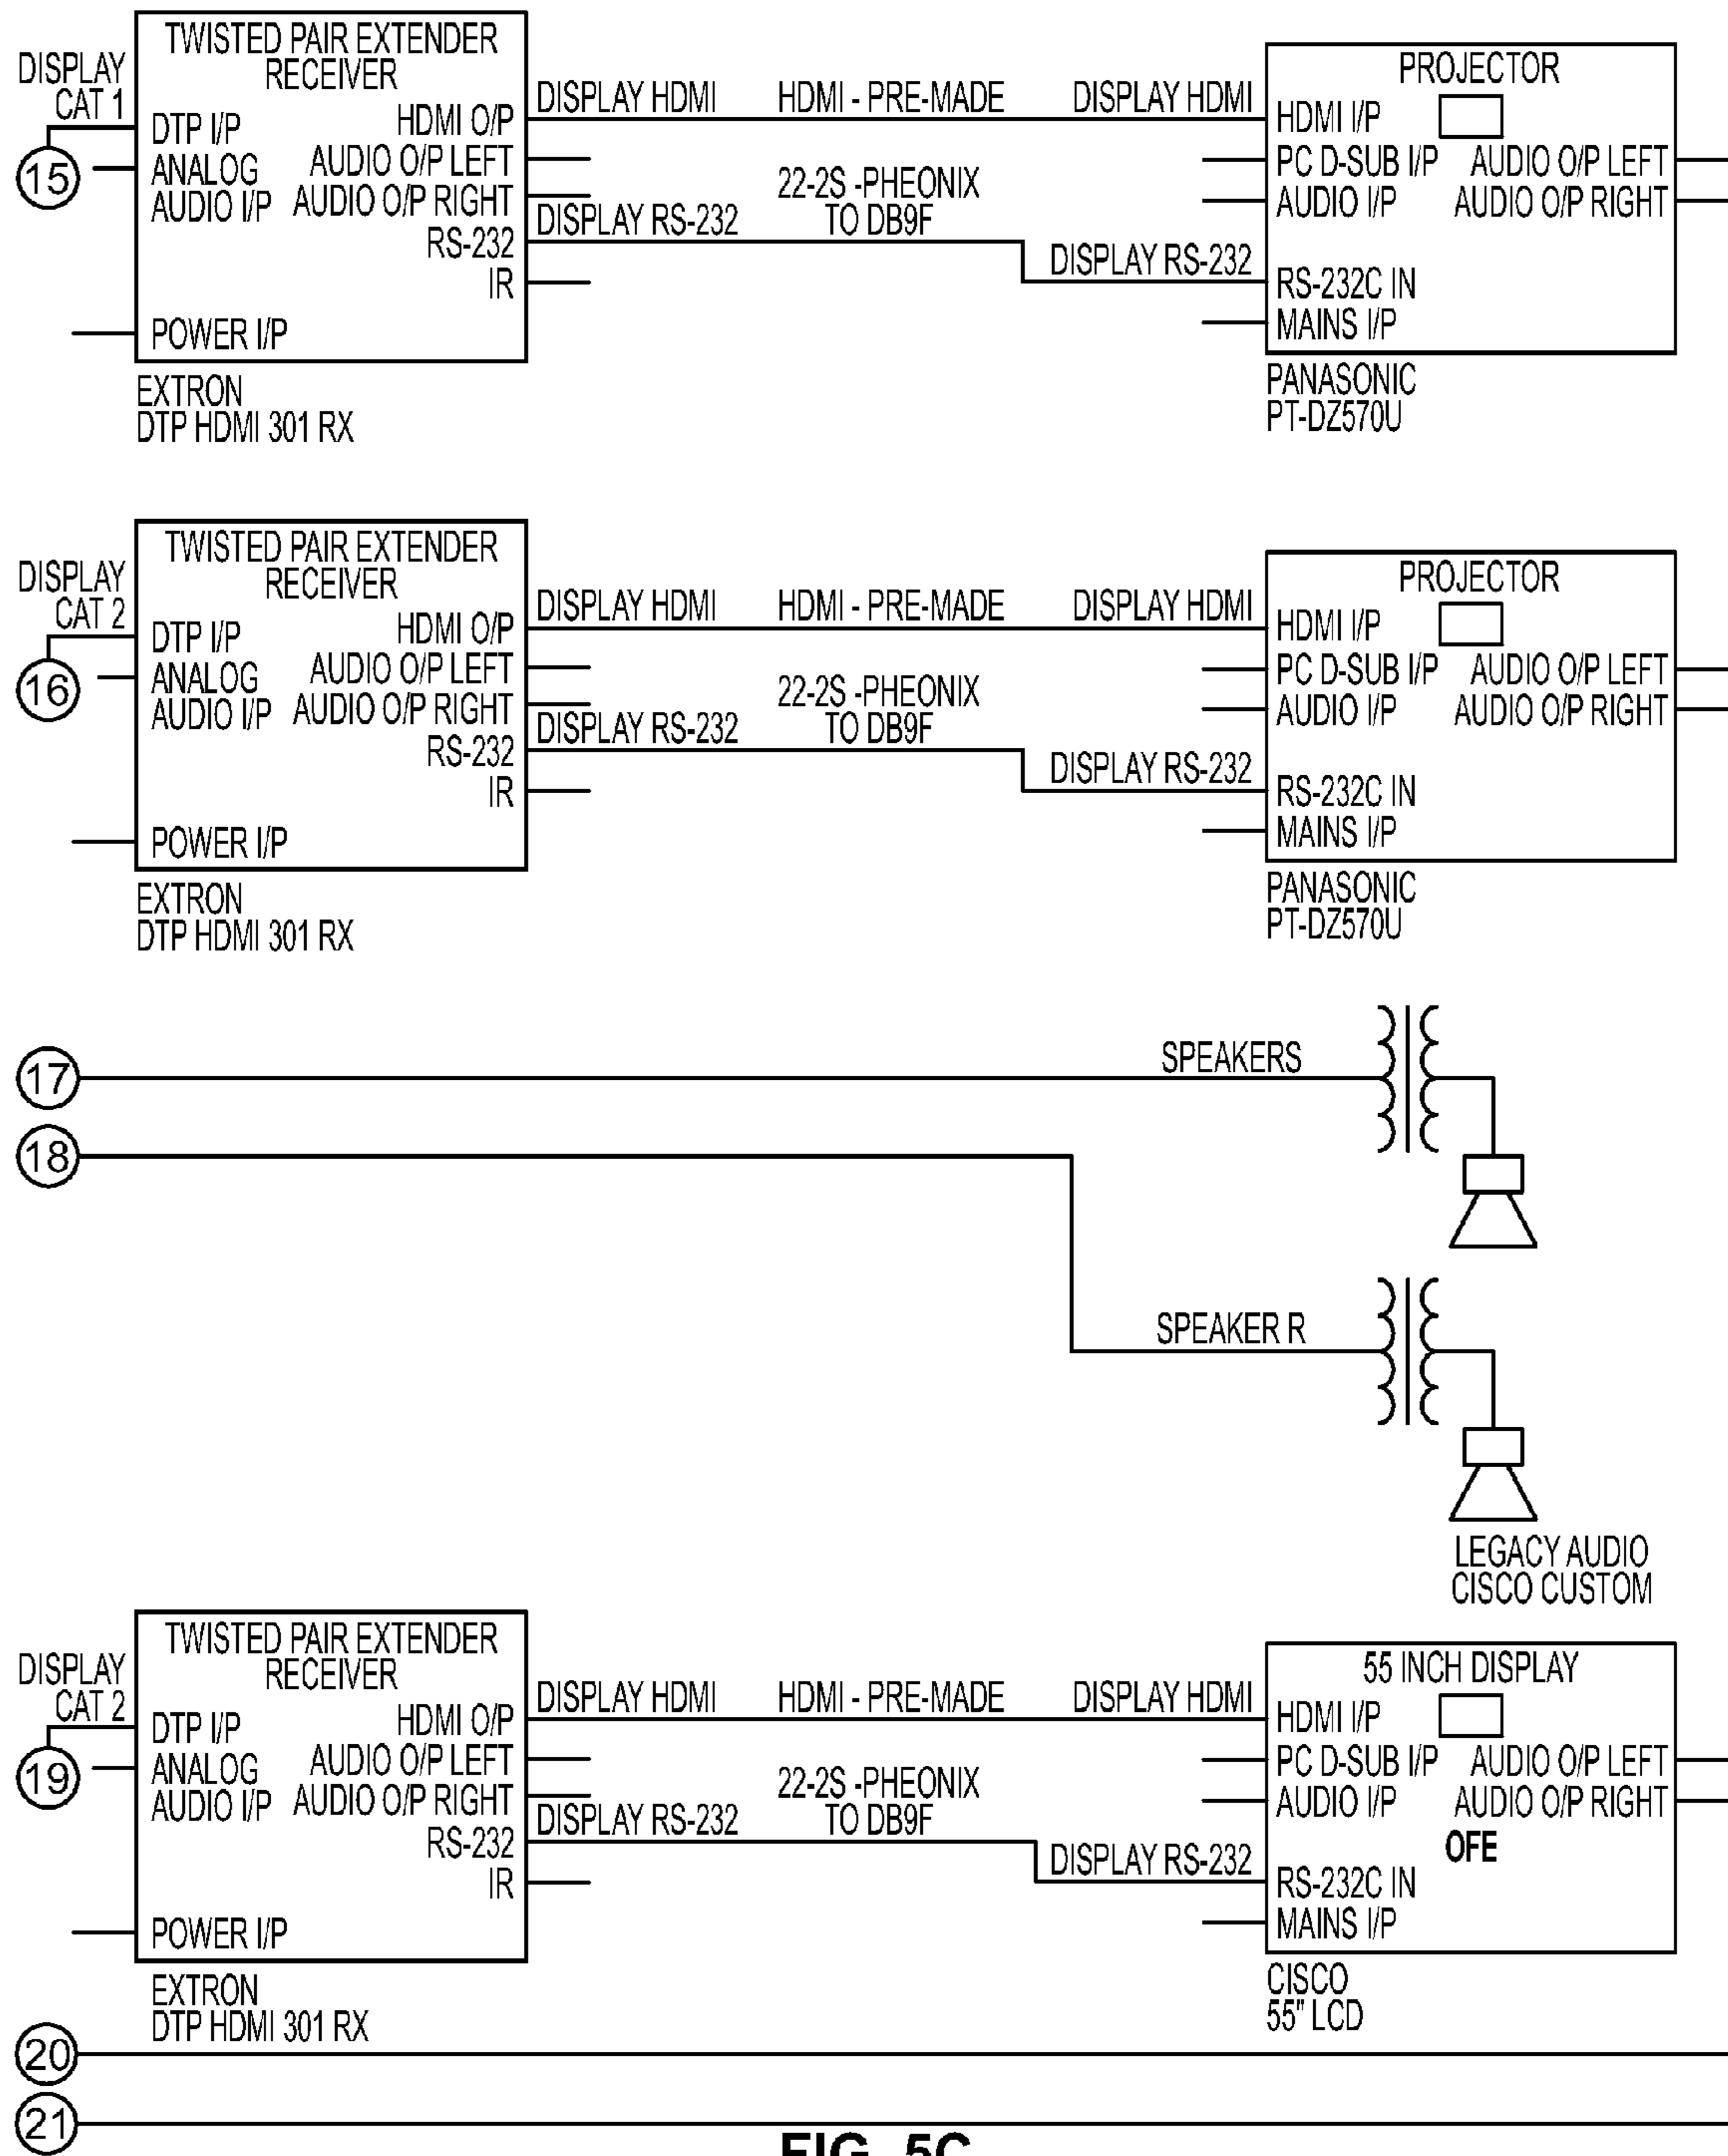 TWISTED PAIR EXTENDER
RECEIVER
DISPLAY
CAT 1
15
DTP I/P
ANALOG
AUDIO I/P
HDMI O/P
AUDIO O/P LEFT
AUDIO O/P RIGHT
RS-232
IR
POWER I/P
EXTRON
DTP HDMI 301 RX
DISPLAY HDMI
HDMI - PRE-MADE
DISPLAY HDMI
DISPLAY RS-232
22-2S -PHEONIX
TO DB9F
DISPLAY RS-232
PROJECTOR
HDMI I/P
PC D-SUB I/P
AUDIO I/P
AUDIO O/P LEFT
AUDIO O/P RIGHT
RS-232C IN
MAINS I/P
PANASONIC
PT-DZ570U
TWISTED PAIR EXTENDER
RECEIVER
DISPLAY
CAT 2
16
DTP I/P
ANALOG
AUDIO I/P
HDMI O/P
AUDIO O/P LEFT
AUDIO O/P RIGHT
RS-232
IR
POWER I/P
EXTRON
DTP HDMI 301 RX
DISPLAY HDMI
HDMI - PRE-MADE
DISPLAY HDMI
DISPLAY RS-232
22-2S -PHEONIX
TO DB9F
DISPLAY RS-232
PROJECTOR
HDMI I/P
PC D-SUB I/P
AUDIO I/P
AUDIO O/P LEFT
AUDIO O/P RIGHT
RS-232C IN
MAINS I/P
PANASONIC
PT-DZ570U
17
SPEAKERS
18
SPEAKER R
LEGACY AUDIO
CISCO CUSTOM
TWISTED PAIR EXTENDER
RECEIVER
DISPLAY
CAT 2
19
DTP I/P
ANALOG
AUDIO I/P
HDMI O/P
AUDIO O/P LEFT
AUDIO O/P RIGHT
RS-232
IR
POWER I/P
EXTRON
DTP HDMI 301 RX
DISPLAY HDMI
HDMI - PRE-MADE
DISPLAY HDMI
DISPLAY RS-232
22-2S -PHEONIX
TO DB9F
DISPLAY RS-232
55 INCH DISPLAY
HDMI I/P
PC D-SUB I/P
AUDIO I/P
AUDIO O/P LEFT
AUDIO O/P RIGHT
OFE
RS-232C IN
MAINS I/P
CISCO
55" LCD
20
21
FIG. 5C